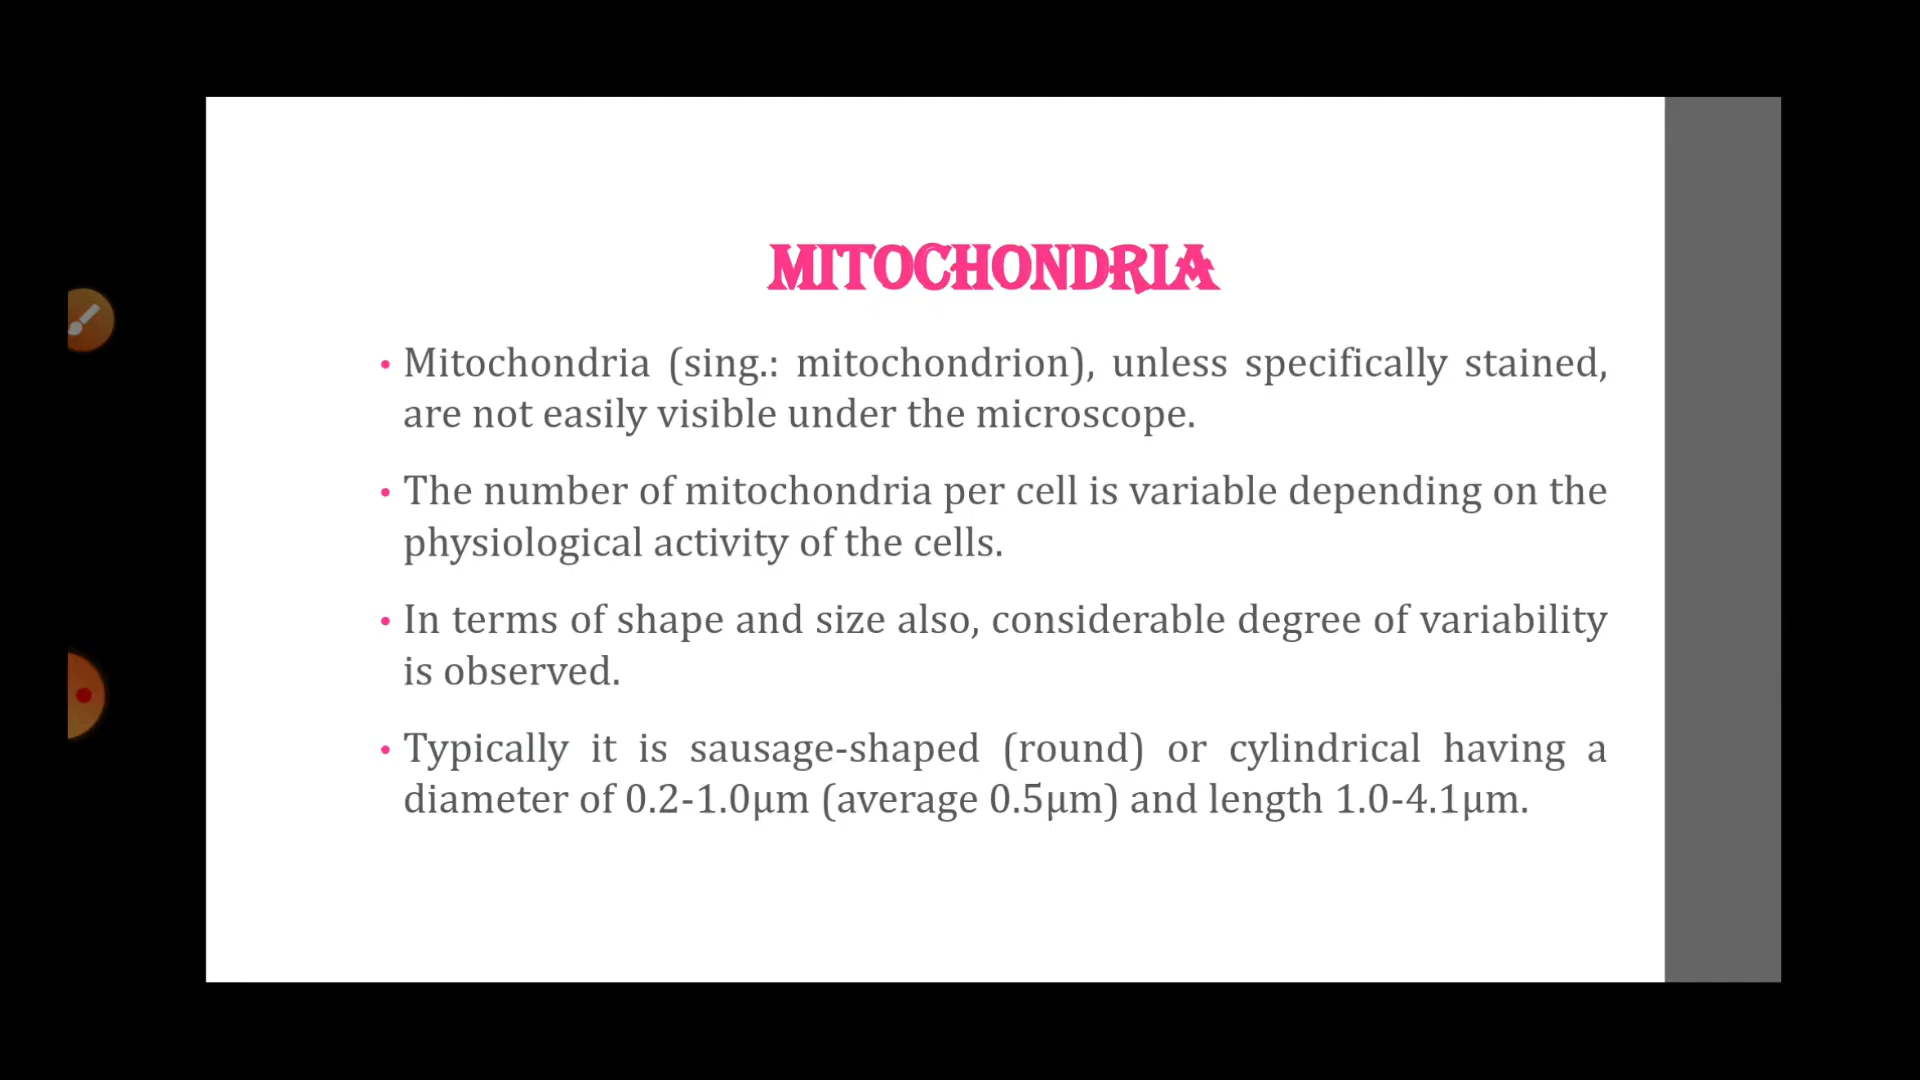 MITOCHONDRIA
• Mitochondria (sing.: mitochondrion), unless specifically stained,
are not easily visible under the microscope.
• The number of mitochondria per cell is variable depending on the
physiological activity of the cells.
• In terms of shape and size also, considerable degree of variability
is observed.
• Typically it is sausage-shaped (round) or cylindrical having a
diameter of 0.2-1.0μm (average 0.5μm) and length 1.0-4.1μm.